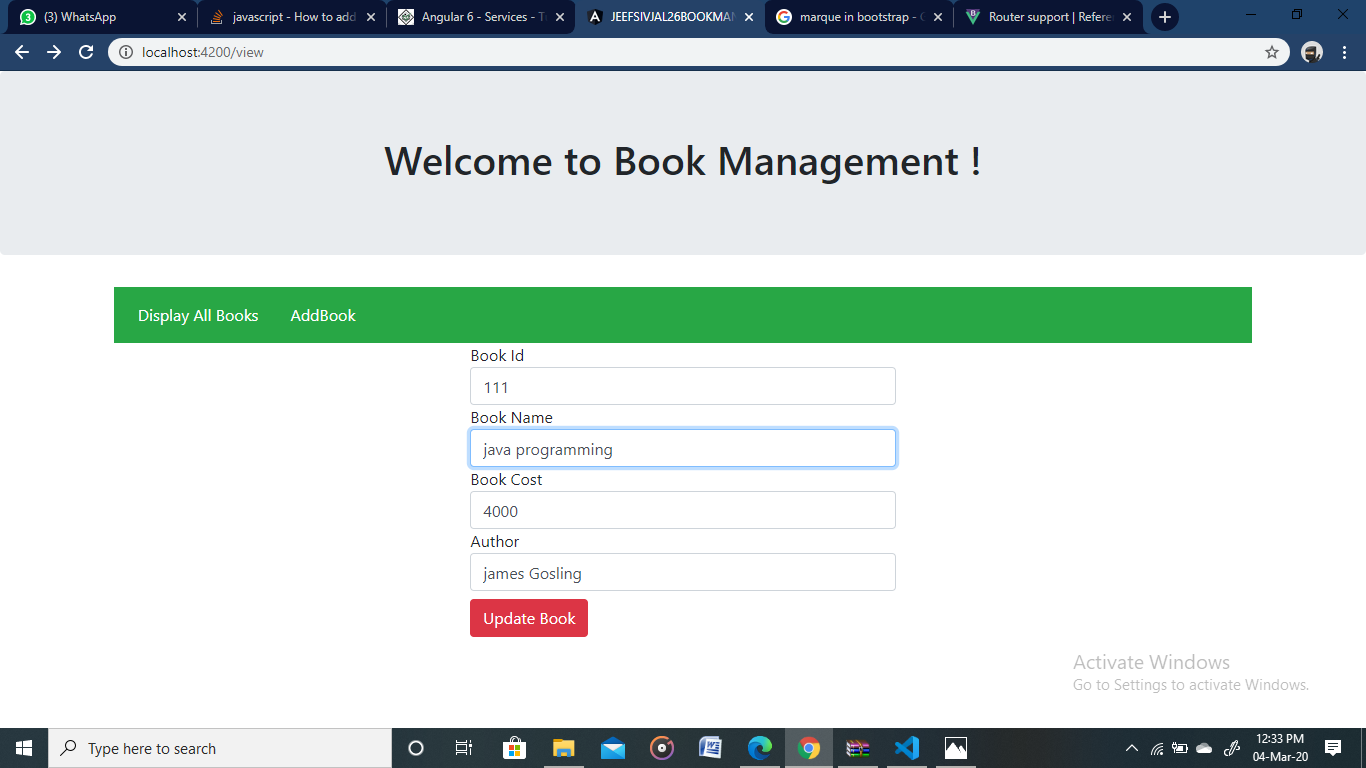 (3) WhatsApp
javascript - How to add
Angular 6 - Services - T
JEEFSIVJAL26BOOKMAN
marque in bootstrap - G
Router support | Refere
localhost:4200/view
Welcome to Book Management !
Display All Books
AddBook
Book Id
111
Book Name
java programming
Book Cost
4000
Author
james Gosling
Update Book
Activate Windows
Go to Settings to activate Windows.
Type here to search
12:33 PM
04-Mar-20